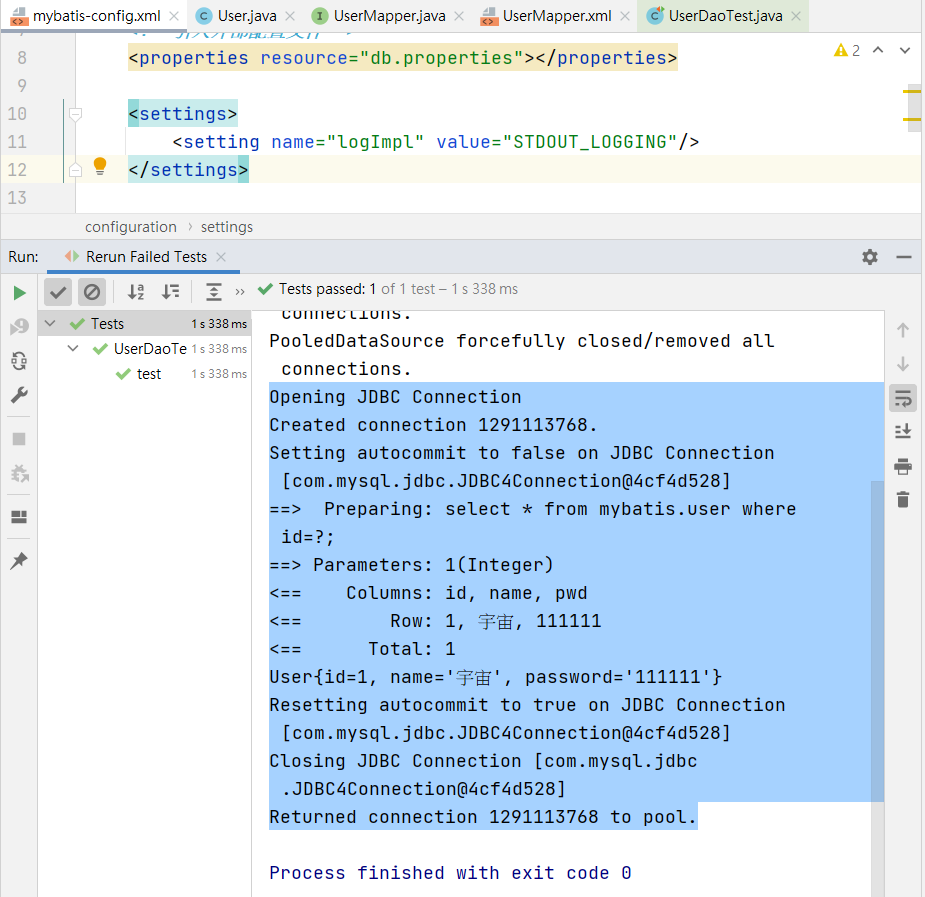 mybatis-config.xml User.java UserMapper.java UserMapper.xml UserDaoTest.java
8 <properties resource="db.properties"></properties> 2
9
10 <settings>
11 <setting name="logImpl" value="STDOUT_LOGGING"/>
12 </settings>
13
configuration › settings
Run: Rerun Failed Tests
Tests passed: 1 of 1 test – 1 s 338 ms
Tests 1 s 338 ms
UserDaoTe 1 s 338 ms
test 1 s 338 ms
connections.
PooledDataSource forcefully closed/removed all
connections.
Opening JDBC Connection
Created connection 1291113768.
Setting autocommit to false on JDBC Connection
[com.mysql.jdbc.JDBC4Connection@4cf4d528]
==>  Preparing: select * from mybatis.user where
id=?;
==> Parameters: 1(Integer)
<==    Columns: id, name, pwd
<==        Row: 1, 宇宙, 111111
<==      Total: 1
User{id=1, name='宇宙', password='111111'}
Resetting autocommit to true on JDBC Connection
[com.mysql.jdbc.JDBC4Connection@4cf4d528]
Closing JDBC Connection [com.mysql.jdbc
.JDBC4Connection@4cf4d528]
Returned connection 1291113768 to pool.
Process finished with exit code 0